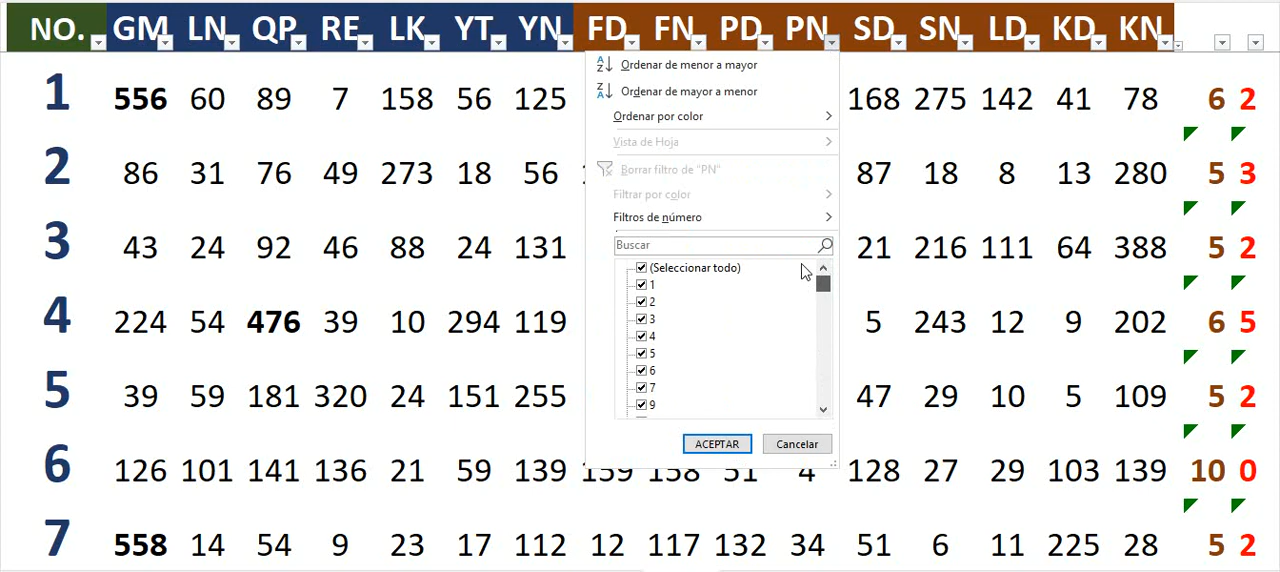 NO. GM LN QP RE LK YT YN FD FN PD PN SD SN LD KD KN
Ordenar de menor a mayor
Ordenar de mayor a menor
Ordenar por color
Vista de Hoja
Borrar filtro de "PN"
Filtrar por color
Filtros de número
Buscar
(Seleccionar todo)
1
2
3
4
5
6
7
9
ACEPTAR Cancelar
1 556 60 89 7 158 56 125 168 275 142 41 78 6 2
2 86 31 76 49 273 18 56 87 18 8 13 280 5 3
3 43 24 92 46 88 24 131 21 216 111 64 388 5 2
4 224 54 476 39 10 294 119 5 243 12 9 202 6 5
5 39 59 181 320 24 151 255 47 29 10 5 109 5 2
6 126 101 141 136 21 59 139 159 158 51 4 128 27 29 103 139 10 0
7 558 14 54 9 23 17 112 12 117 132 34 51 6 11 225 28 5 2